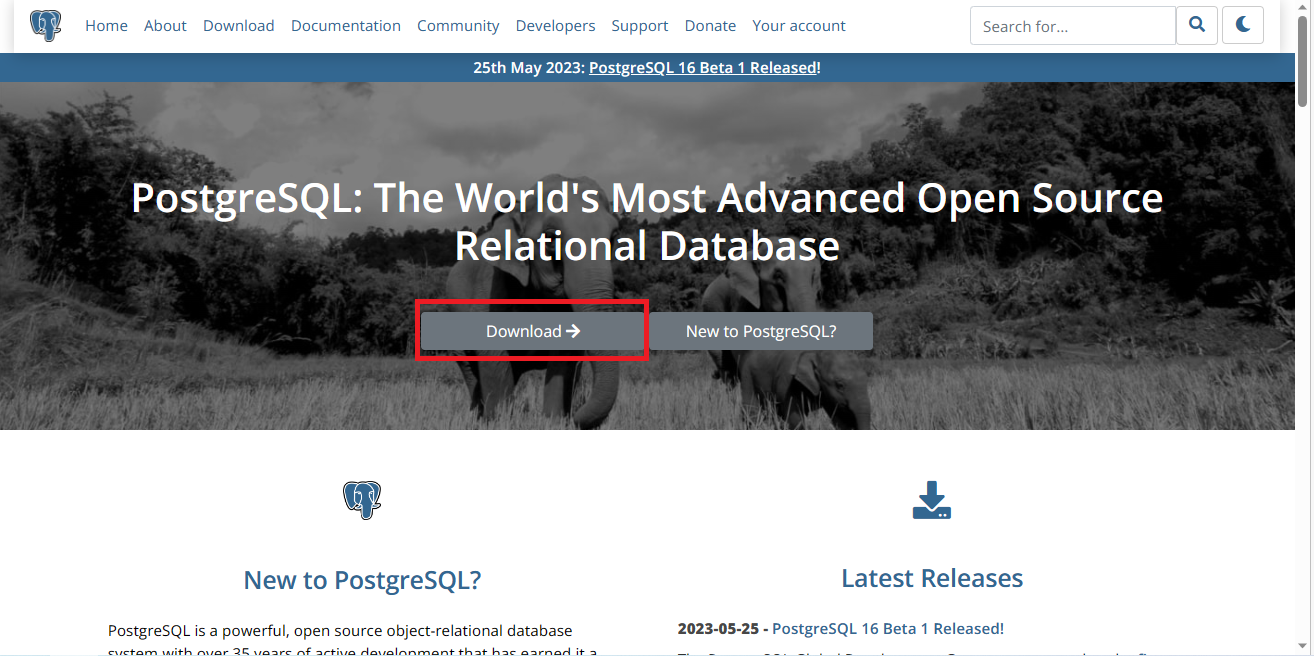 Home About Download Documentation Community Developers Support Donate Your account Search for...
25th May 2023: PostgreSQL 16 Beta 1 Released!
PostgreSQL: The World's Most Advanced Open Source
Relational Database
Download
New to PostgreSQL?
New to PostgreSQL?
PostgreSQL is a powerful, open source object-relational database
system with over 35 years of active development that has earned it a
Latest Releases
2023-05-25 - PostgreSQL 16 Beta 1 Released!